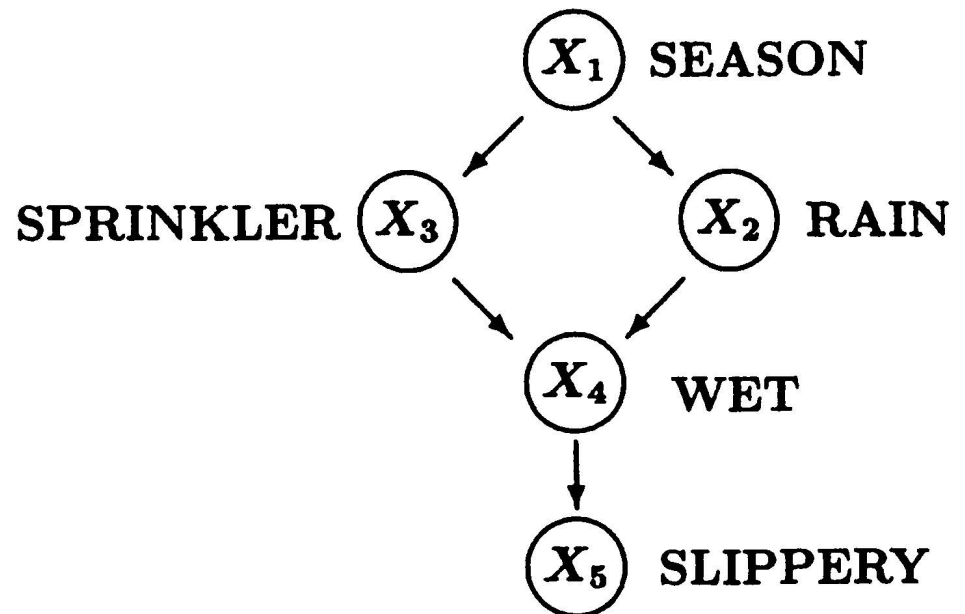 X₁ SEASON
SPRINKLER X₃ X₂ RAIN
X₄ WET
X₅ SLIPPERY